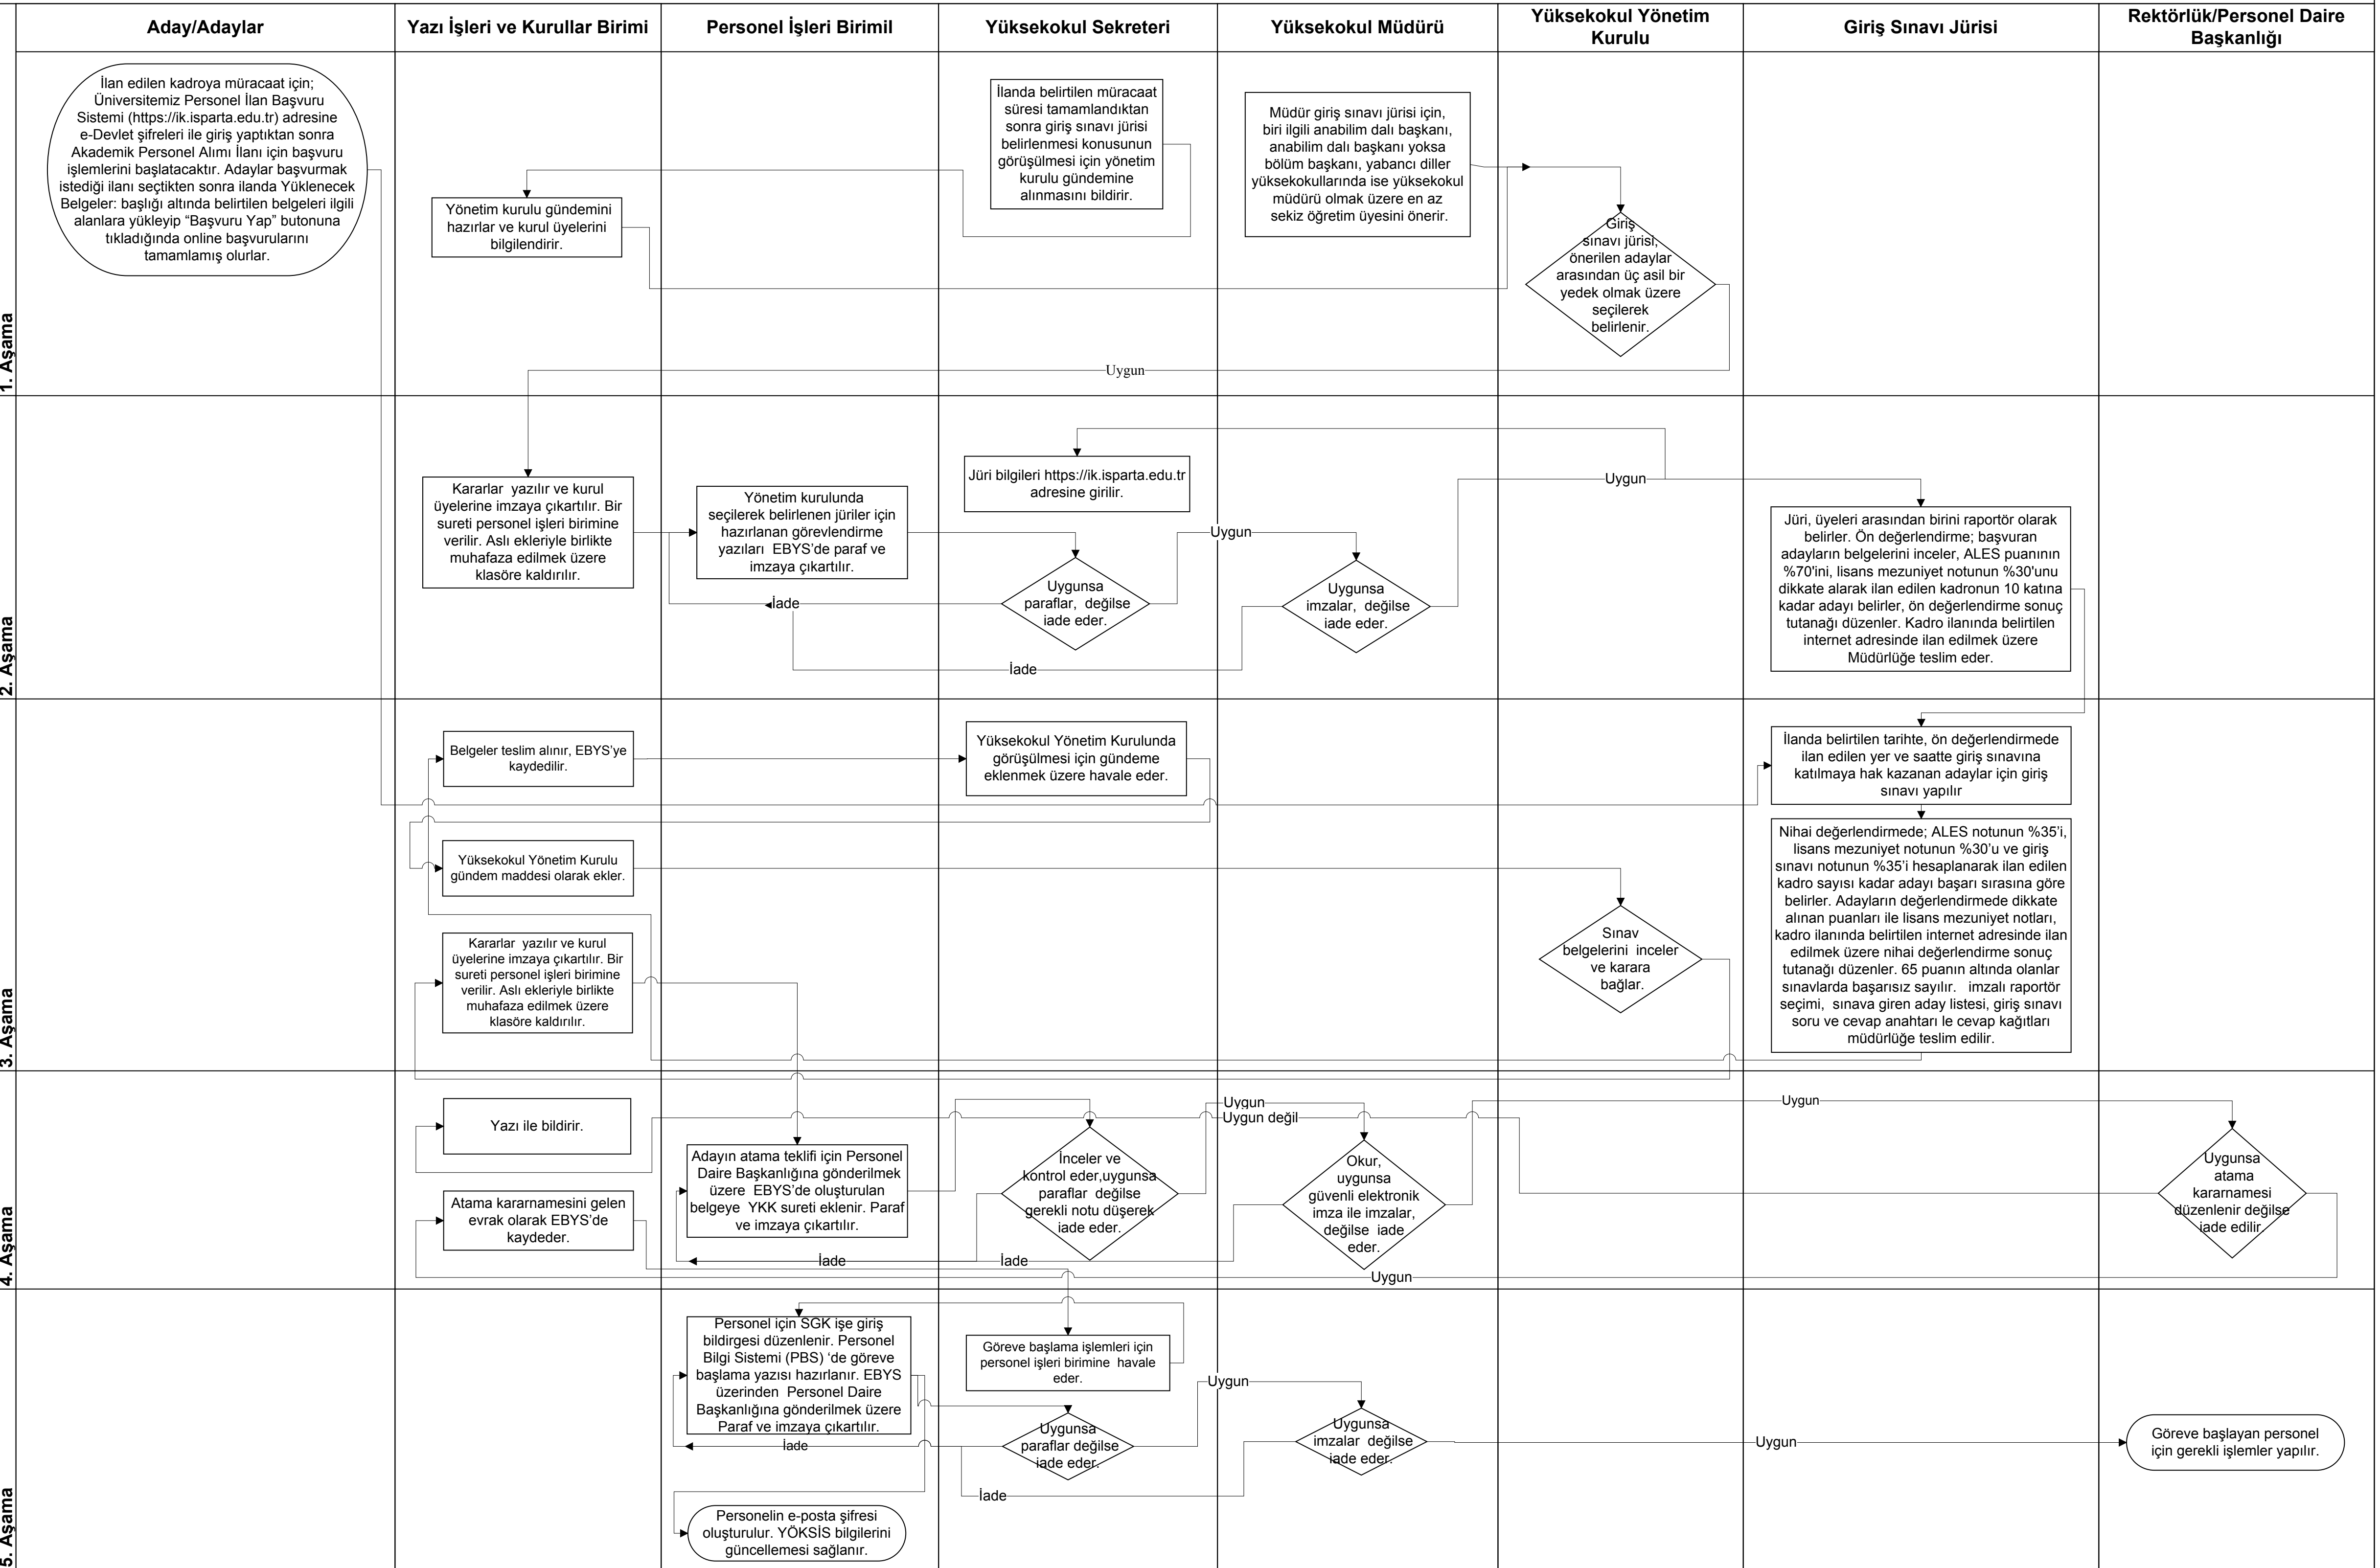 Aday/Adaylar
Yazı İşleri ve Kurullar Birimi
Personel İşleri Birimil
Yüksekokul Sekreteri
Yüksekokul Müdürü
Yüksekokul Yönetim
Kurulu
Giriş Sınavı Jürisi
Rektörlük/Personel Daire
Başkanlığı
1. Aşama
İlan edilen kadroya müracaat için;
Üniversitemiz Personel İlan Başvuru
Sistemi (https://ik.isparta.edu.tr) adresine
e-Devlet şifreleri ile giriş yaptıktan sonra
Akademik Personel Alımı İlanı için başvuru
işlemlerini başlatacaktır. Adaylar başvurmak
istediği ilanı seçtikten sonra ilanda Yüklenecek
Belgeler: başlığı altında belirtilen belgeleri ilgili
alanlara yükleyip “Başvuru Yap” butonuna
tıkladığında online başvurularını
tamamlamış olurlar.
Yönetim kurulu gündemini
hazırlar ve kurul üyelerini
bilgilendirir.
İlanda belirtilen müracaat
süresi tamamlandıktan
sonra giriş sınavı jürisi
belirlenmesi konusunun
görüşülmesi için yönetim
kurulu gündemine
alınmasını bildirir.
Müdür giriş sınavı jürisi için,
biri ilgili anabilim dalı başkanı,
anabilim dalı başkanı yoksa
bölüm başkanı, yabancı diller
yüksekokullarında ise yüksekokul
müdürü olmak üzere en az
sekiz öğretim üyesini önerir.
Giriş
sınavı jürisi,
önerilen adaylar
arasından üç asil bir
yedek olmak üzere
seçilerek
belirlenir.
Uygun
2. Aşama
Kararlar  yazılır ve kurul
üyelerine imzaya çıkartılır. Bir
sureti personel işleri birimine
verilir. Aslı ekleriyle birlikte
muhafaza edilmek üzere
klasöre kaldırılır.
Yönetim kurulunda
seçilerek belirlenen jüriler için
hazırlanan görevlendirme
yazıları  EBYS’de paraf ve
imzaya çıkartılır.
Jüri bilgileri https://ik.isparta.edu.tr
adresine girilir.
Uygunsa
paraflar,  değilse
iade eder.
Uygun
Uygunsa
imzalar,  değilse
iade eder.
Uygun
İade
İade
Jüri, üyeleri arasından birini raportör olarak
belirler. Ön değerlendirme; başvuran
adayların belgelerini inceler, ALES puanının
%70'ini, lisans mezuniyet notunun %30'unu
dikkate alarak ilan edilen kadronun 10 katına
kadar adayı belirler, ön değerlendirme sonuç
tutanağı düzenler. Kadro ilanında belirtilen
internet adresinde ilan edilmek üzere
Müdürlüğe teslim eder.
3. Aşama
Belgeler teslim alınır, EBYS’ye
kaydedilir.
Yüksekokul Yönetim Kurulunda
görüşülmesi için gündeme
eklenmek üzere havale eder.
İlanda belirtilen tarihte, ön değerlendirmede
ilan edilen yer ve saatte giriş sınavına
katılmaya hak kazanan adaylar için giriş
sınavı yapılır
Yüksekokul Yönetim Kurulu
gündem maddesi olarak ekler.
Kararlar  yazılır ve kurul
üyelerine imzaya çıkartılır. Bir
sureti personel işleri birimine
verilir. Aslı ekleriyle birlikte
muhafaza edilmek üzere
klasöre kaldırılır.
Sınav
belgelerini  inceler
ve karara
bağlar.
Nihai değerlendirmede; ALES notunun %35’i,
lisans mezuniyet notunun %30’u ve giriş
sınavı notunun %35’i hesaplanarak ilan edilen
kadro sayısı kadar adayı başarı sırasına göre
belirler. Adayların değerlendirmede dikkate
alınan puanları ile lisans mezuniyet notları,
kadro ilanında belirtilen internet adresinde ilan
edilmek üzere nihai değerlendirme sonuç
tutanağı düzenler. 65 puanın altında olanlar
sınavlarda başarısız sayılır.   imzalı raportör
seçimi,  sınava giren aday listesi, giriş sınavı
soru ve cevap anahtarı le cevap kağıtları
müdürlüğe teslim edilir.
4. Aşama
Yazı ile bildirir.
Atama kararnamesini gelen
evrak olarak EBYS’de
kaydeder.
Adayın atama teklifi için Personel
Daire Başkanlığına gönderilmek
üzere  EBYS’de oluşturulan
belgeye YKK sureti eklenir. Paraf
ve imzaya çıkartılır.
İnceler ve
kontrol eder,uygunsa
paraflar  değilse
gerekli notu düşerek
iade eder.
Uygun
Uygun değil
Okur,
uygunsa
güvenli elektronik
imza ile imzalar,
değilse  iade
eder.
Uygun
Uygunsa
atama
kararnamesi
düzenlenir değilse
iade edilir.
İade
İade
Uygun
5. Aşama
Personel için SGK işe giriş
bildirgesi düzenlenir. Personel
Bilgi Sistemi (PBS) ‘de göreve
başlama yazısı hazırlanır. EBYS
üzerinden  Personel Daire
Başkanlığına gönderilmek üzere
Paraf ve imzaya çıkartılır.
Göreve başlama işlemleri için
personel işleri birimine  havale
eder.
Uygunsa
paraflar değilse
iade eder.
Uygun
Uygunsa
imzalar  değilse
iade eder.
Uygun
İade
İade
Göreve başlayan personel
için gerekli işlemler yapılır.
Personelin e-posta şifresi
oluşturulur. YÖKSİS bilgilerini
güncellemesi sağlanır.